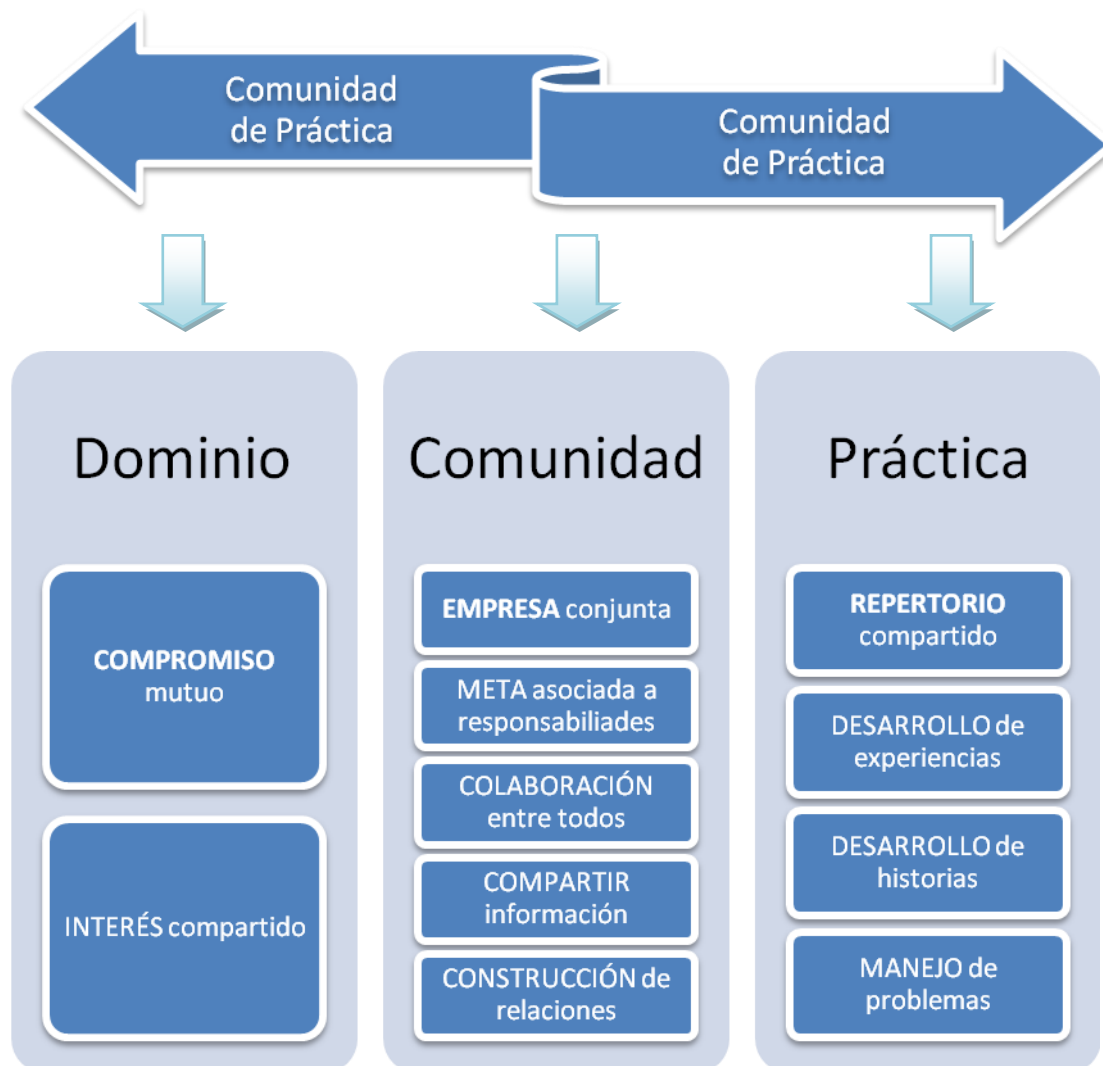 Comunidad
de Práctica
Comunidad
de Práctica
Dominio
COMPROMISO
mutuo
INTERÉS compartido
Comunidad
EMPRESA conjunta
META asociada a
responsabiliades
COLABORACIÓN
entre todos
COMPARTIR
información
CONSTRUCCIÓN de
relaciones
Práctica
REPERTORIO
compartido
DESARROLLO de
experiencias
DESARROLLO de
historias
MANEJO de
problemas